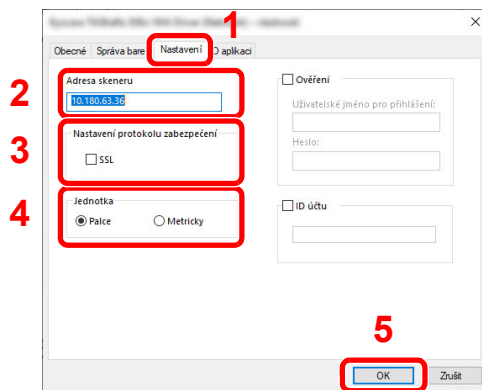 1
Obecné Správa bare Nastavení O aplikaci
2
Adresa skeneru
10.180.63.36
3
Nastavení protokolu zabezpečení
SSL
4
Jednotka
Palce Metricky
Ověření
Uživatelské jméno pro přihlášení:
Heslo:
ID účtu
5
OK Zrušit